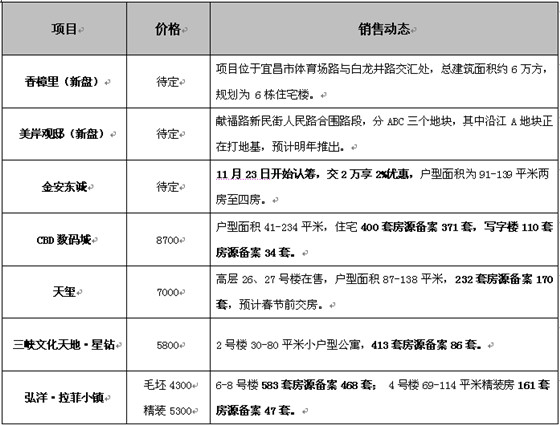 项目 价格 销售动态
香樟里（新盘） 待定 项目位于宜昌市体育场路与白龙井路交汇处，总建筑面积约 6 万方，
规划为 6 栋住宅楼。
美岸观邸（新盘） 待定 献福路新民街人民路合围路段，分 ABC 三个地块，其中沿江 A 地块正
在打地基，预计明年推出。
金安东诚 待定 11 月 23 日开始认筹，交 2 万享 2%优惠，户型面积为 91-139 平米两
房至四房。
CBD 数码城 8700 户型面积 41-234 平米，住宅 400 套房源备案 371 套，写字楼 110 套
房源备案 34 套。
天玺 7000 高层 26、27 号楼在售，户型面积 87-138 平米，232 套房源备案 170
套，预计春节前交房。
三峡文化天地·星钻 5800 2 号楼 30-80 平米小户型公寓，413 套房源备案 86 套。
弘洋·拉菲小镇 毛坯 4300 6-8 号楼 583 套房源备案 468 套； 4 号楼 69-114 平米精装房 161 套
精装 5300 房源备案 47 套。